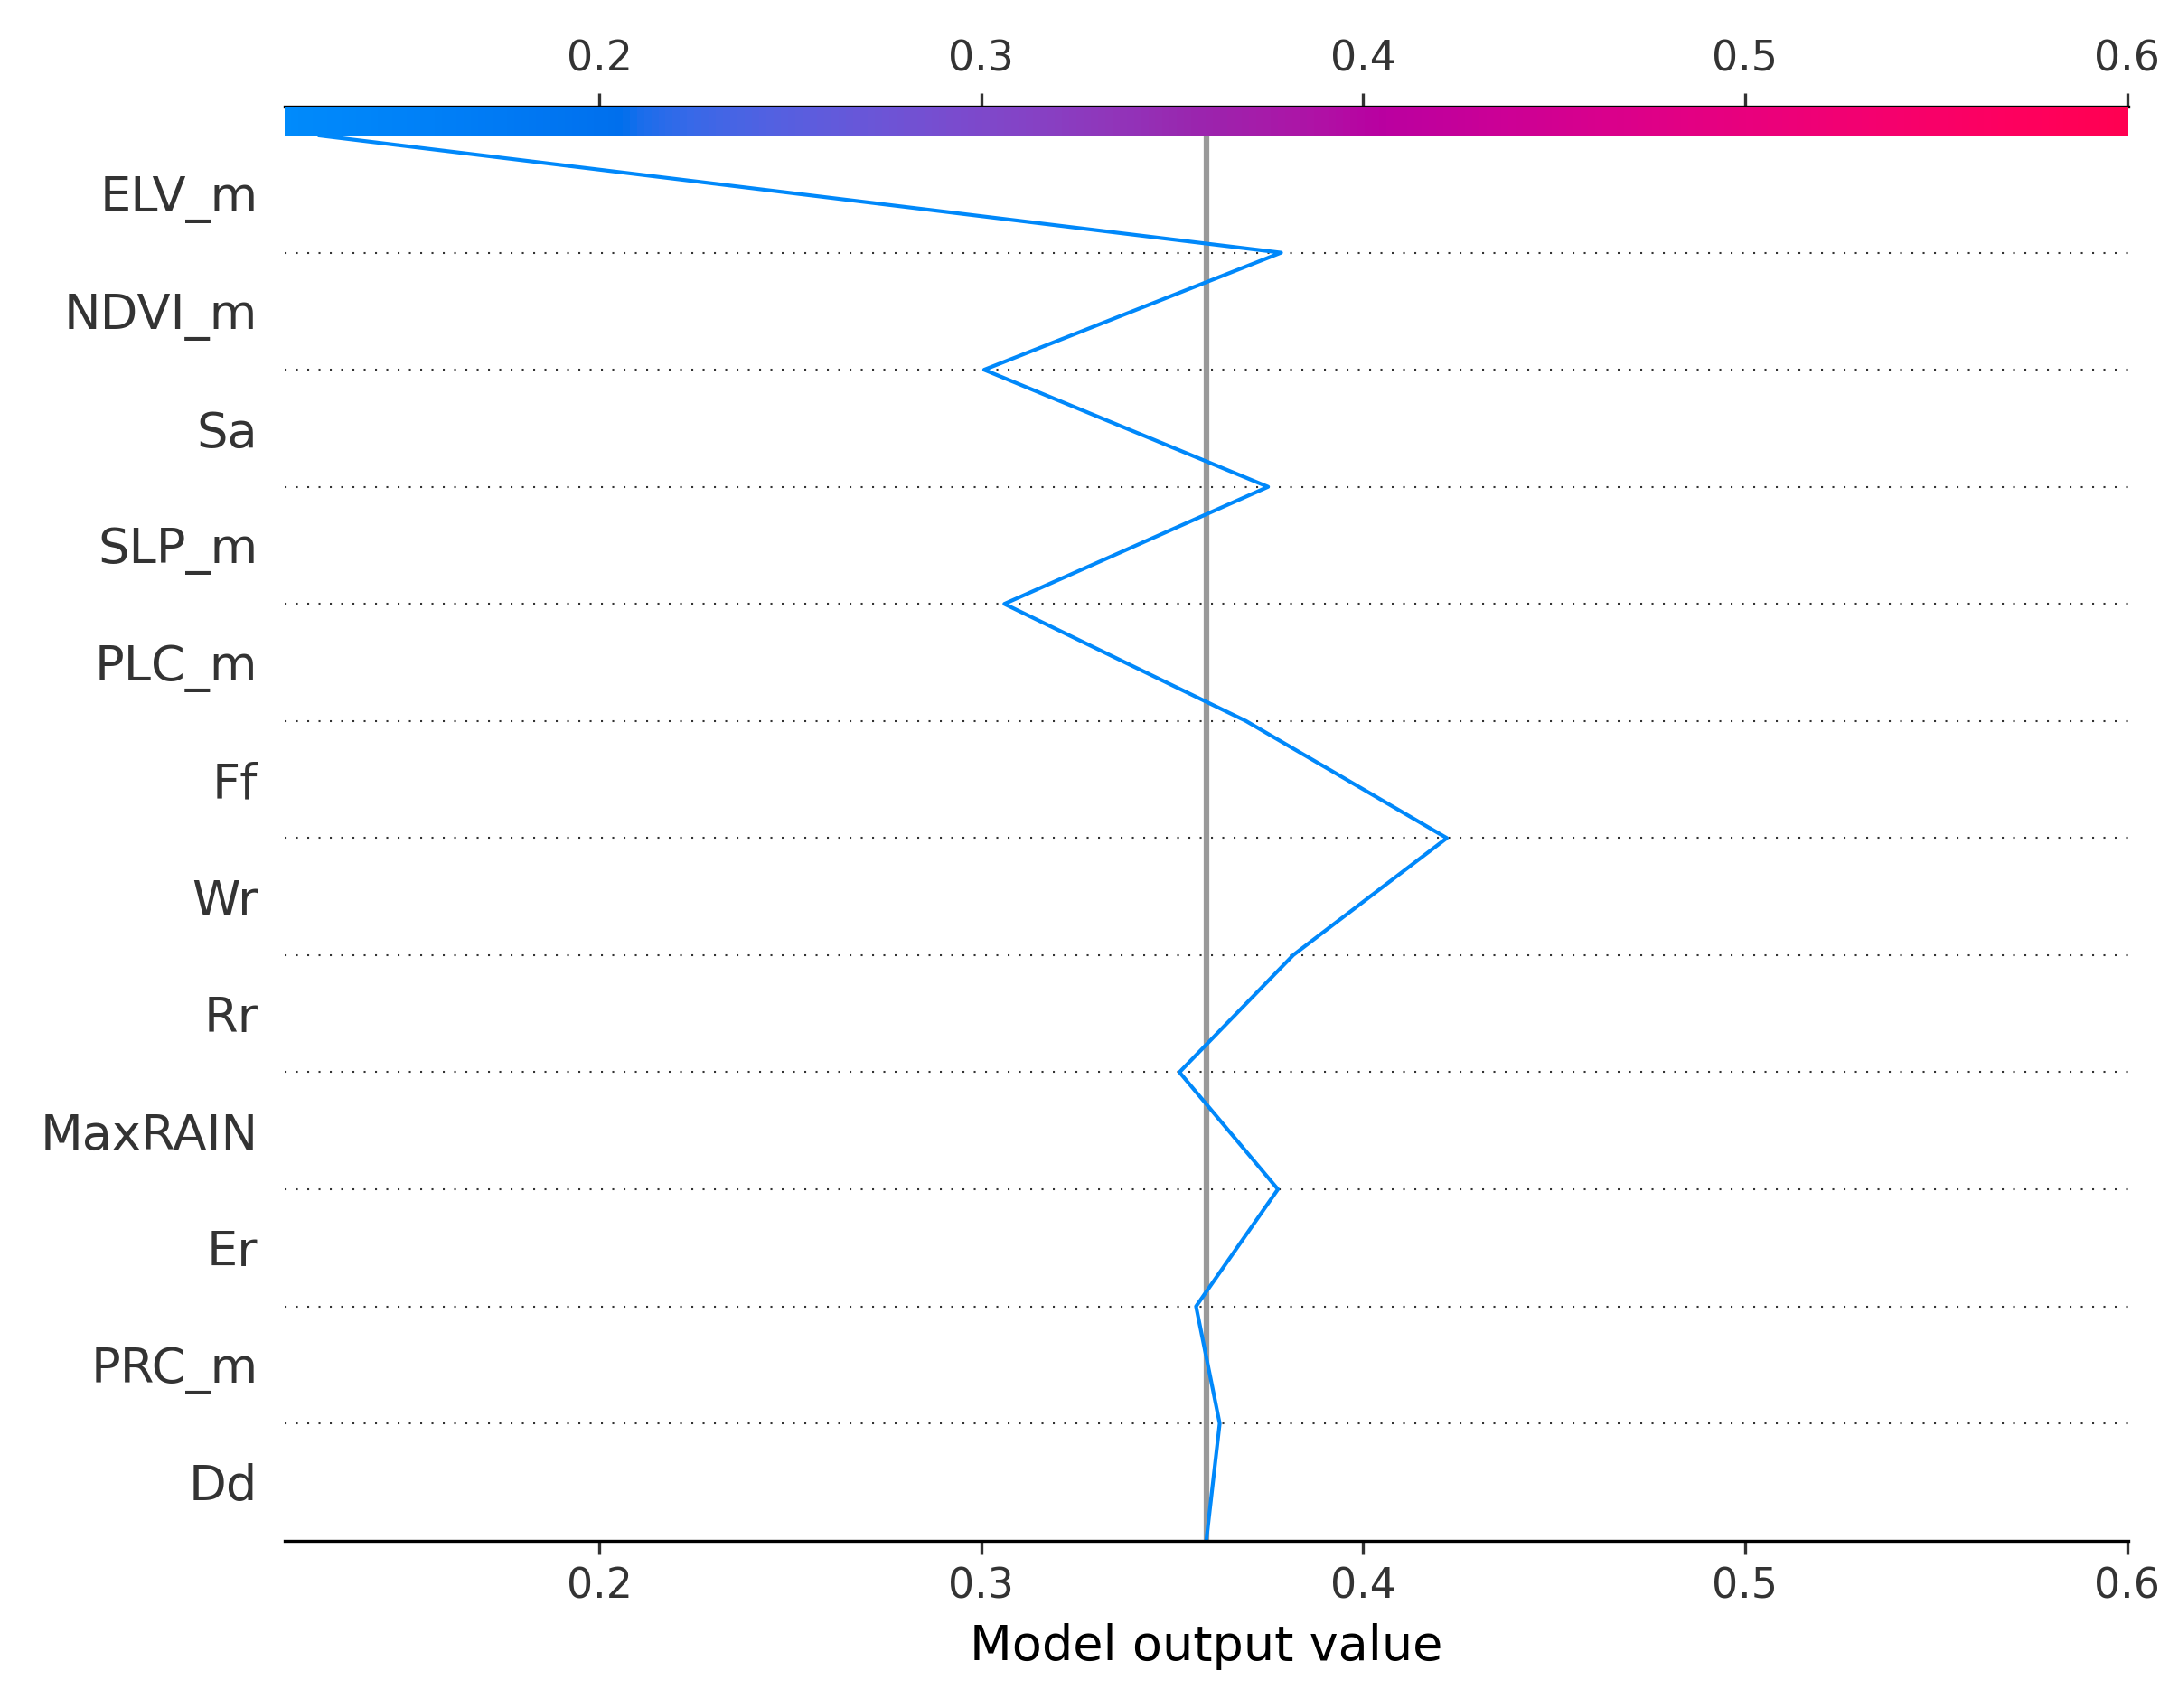 0.2 0.3 0.4 0.5 0.6
ELV_m
NDVI_m
Sa
SLP_m
PLC_m
Ff
Wr
Rr
MaxRAIN
Er
PRC_m
Dd
0.2 0.3 0.4 0.5 0.6
Model output value